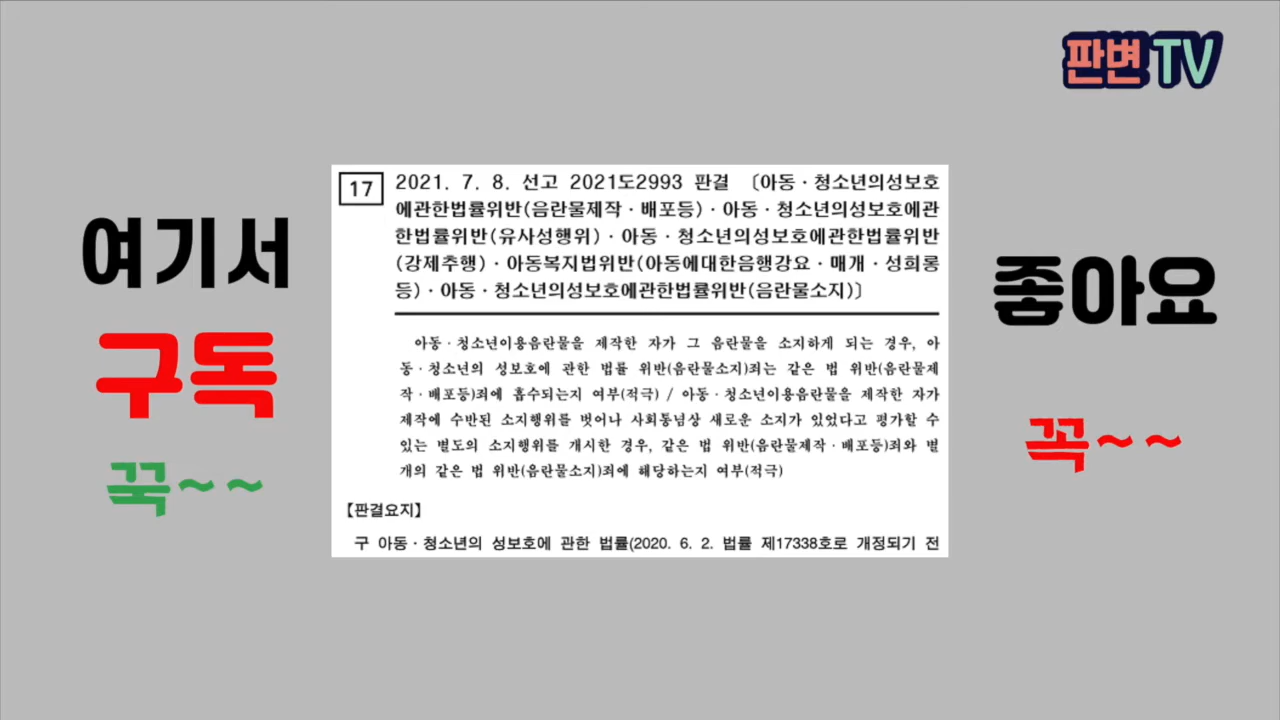 판변 TV
여기서
구독
꾹~~
17
2021. 7. 8. 선고 2021도2993 판결 〔아동·청소년의성보호
에관한법률위반(음란물제작·배포등)·아동·청소년의성보호에관
한법률위반(유사성행위)·아동·청소년의성보호에관한법률위반
(강제추행)·아동복지법위반(아동에대한음행강요·매개·성희롱
등)·아동·청소년의성보호에관한법률위반(음란물소지)〕
아동·청소년이용음란물을 제작한 자가 그 음란물을 소지하게 되는 경우, 아
동·청소년의 성보호에 관한 법률 위반(음란물소지)죄는 같은 법 위반(음란물제
작·배포등)죄에 흡수되는지 여부(적극) / 아동·청소년이용음란물을 제작한 자가
제작에 수반된 소지행위를 벗어나 사회통념상 새로운 소지가 있었다고 평가할 수
있는 별도의 소지행위를 개시한 경우, 같은 법 위반(음란물제작·배포등)죄와 별
개의 같은 법 위반(음란물소지)죄에 해당하는지 여부(적극)
【판결요지】
구 아동·청소년의 성보호에 관한 법률(2020. 6. 2. 법률 제17338호로 개정되기 전
좋아요
꼭~~